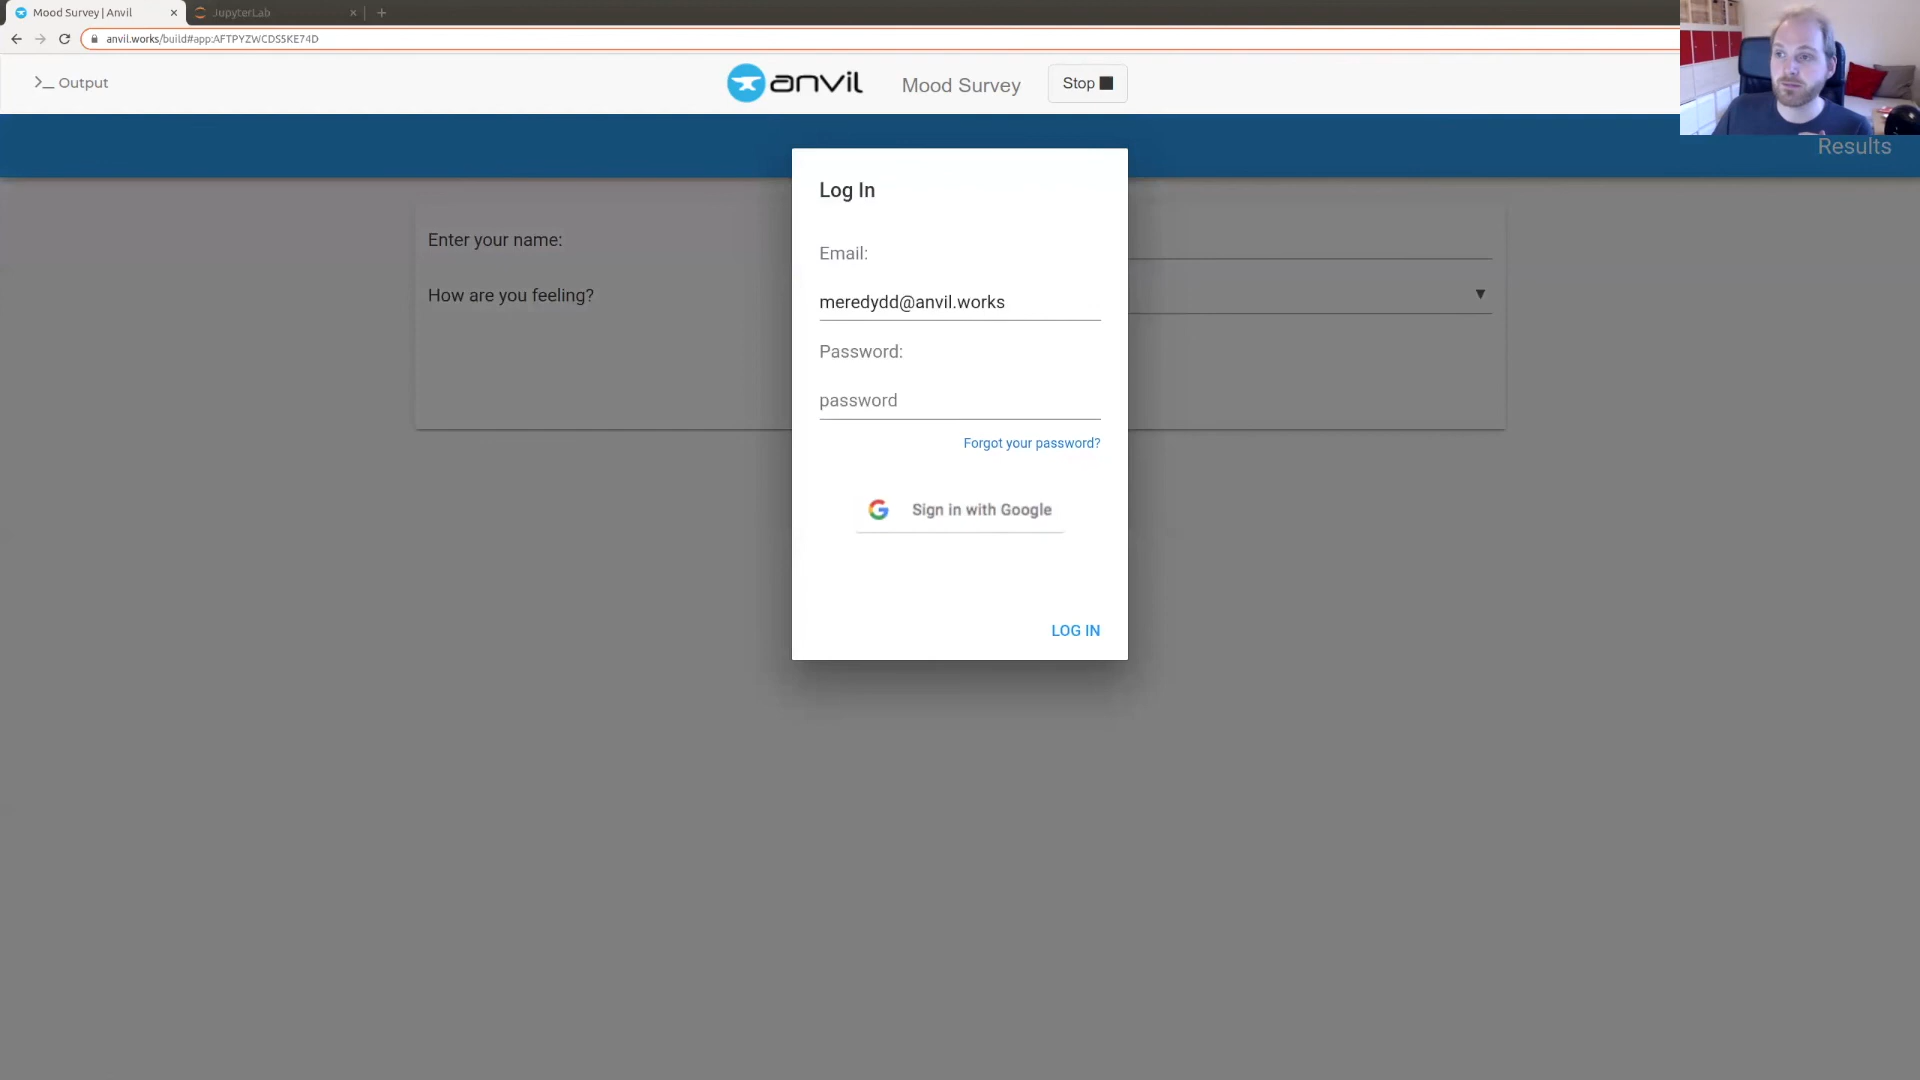 Mood Survey | Anvil
JupyterLab
anvil.works/build#app:AFTPYZWCDS5KE74D
>_ Output
anvil
Mood Survey
Stop
Results
Log In
Enter your name:
Email:
How are you feeling?
meredydd@anvil.works
Password:
password
Forgot your password?
Sign in with Google
LOG IN